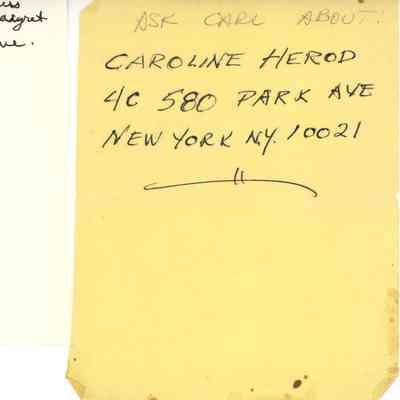 ASK CARL ABOUT!
CAROLINE HEROD
4C 580 PARK AVE
NEW YORK N.Y. 10021